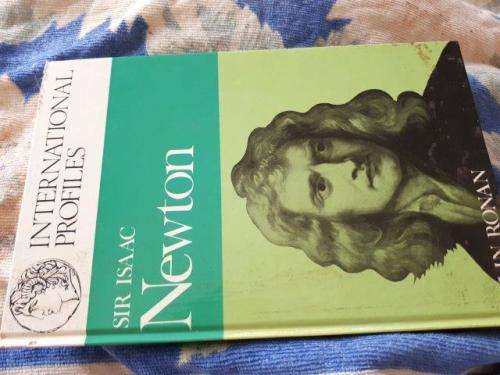 INTERNATIONAL
PROFILES
SIR ISAAC
Newton
RONAN